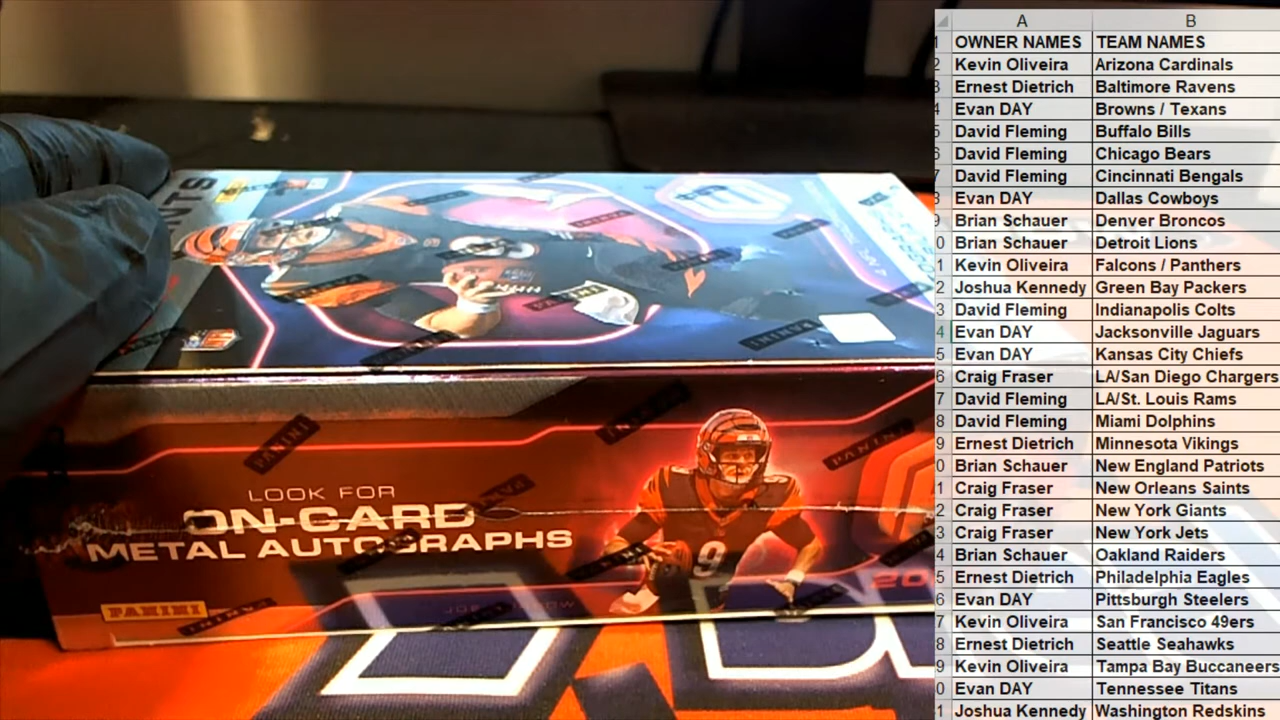 LOOK FOR
ON-CARD
METAL AUTOGRAPHS
PANINI
9
A B
OWNER NAMES TEAM NAMES
Kevin Oliveira Arizona Cardinals
Ernest Dietrich Baltimore Ravens
Evan DAY Browns / Texans
David Fleming Buffalo Bills
David Fleming Chicago Bears
David Fleming Cincinnati Bengals
Evan DAY Dallas Cowboys
Brian Schauer Denver Broncos
Brian Schauer Detroit Lions
Kevin Oliveira Falcons / Panthers
Joshua Kennedy Green Bay Packers
David Fleming Indianapolis Colts
Evan DAY Jacksonville Jaguars
Evan DAY Kansas City Chiefs
Craig Fraser LA/San Diego Chargers
David Fleming LA/St. Louis Rams
David Fleming Miami Dolphins
Ernest Dietrich Minnesota Vikings
Brian Schauer New England Patriots
Craig Fraser New Orleans Saints
Craig Fraser New York Giants
Craig Fraser New York Jets
Brian Schauer Oakland Raiders
Ernest Dietrich Philadelphia Eagles
Evan DAY Pittsburgh Steelers
Kevin Oliveira San Francisco 49ers
Ernest Dietrich Seattle Seahawks
Kevin Oliveira Tampa Bay Buccaneers
Evan DAY Tennessee Titans
Joshua Kennedy Washington Redskins